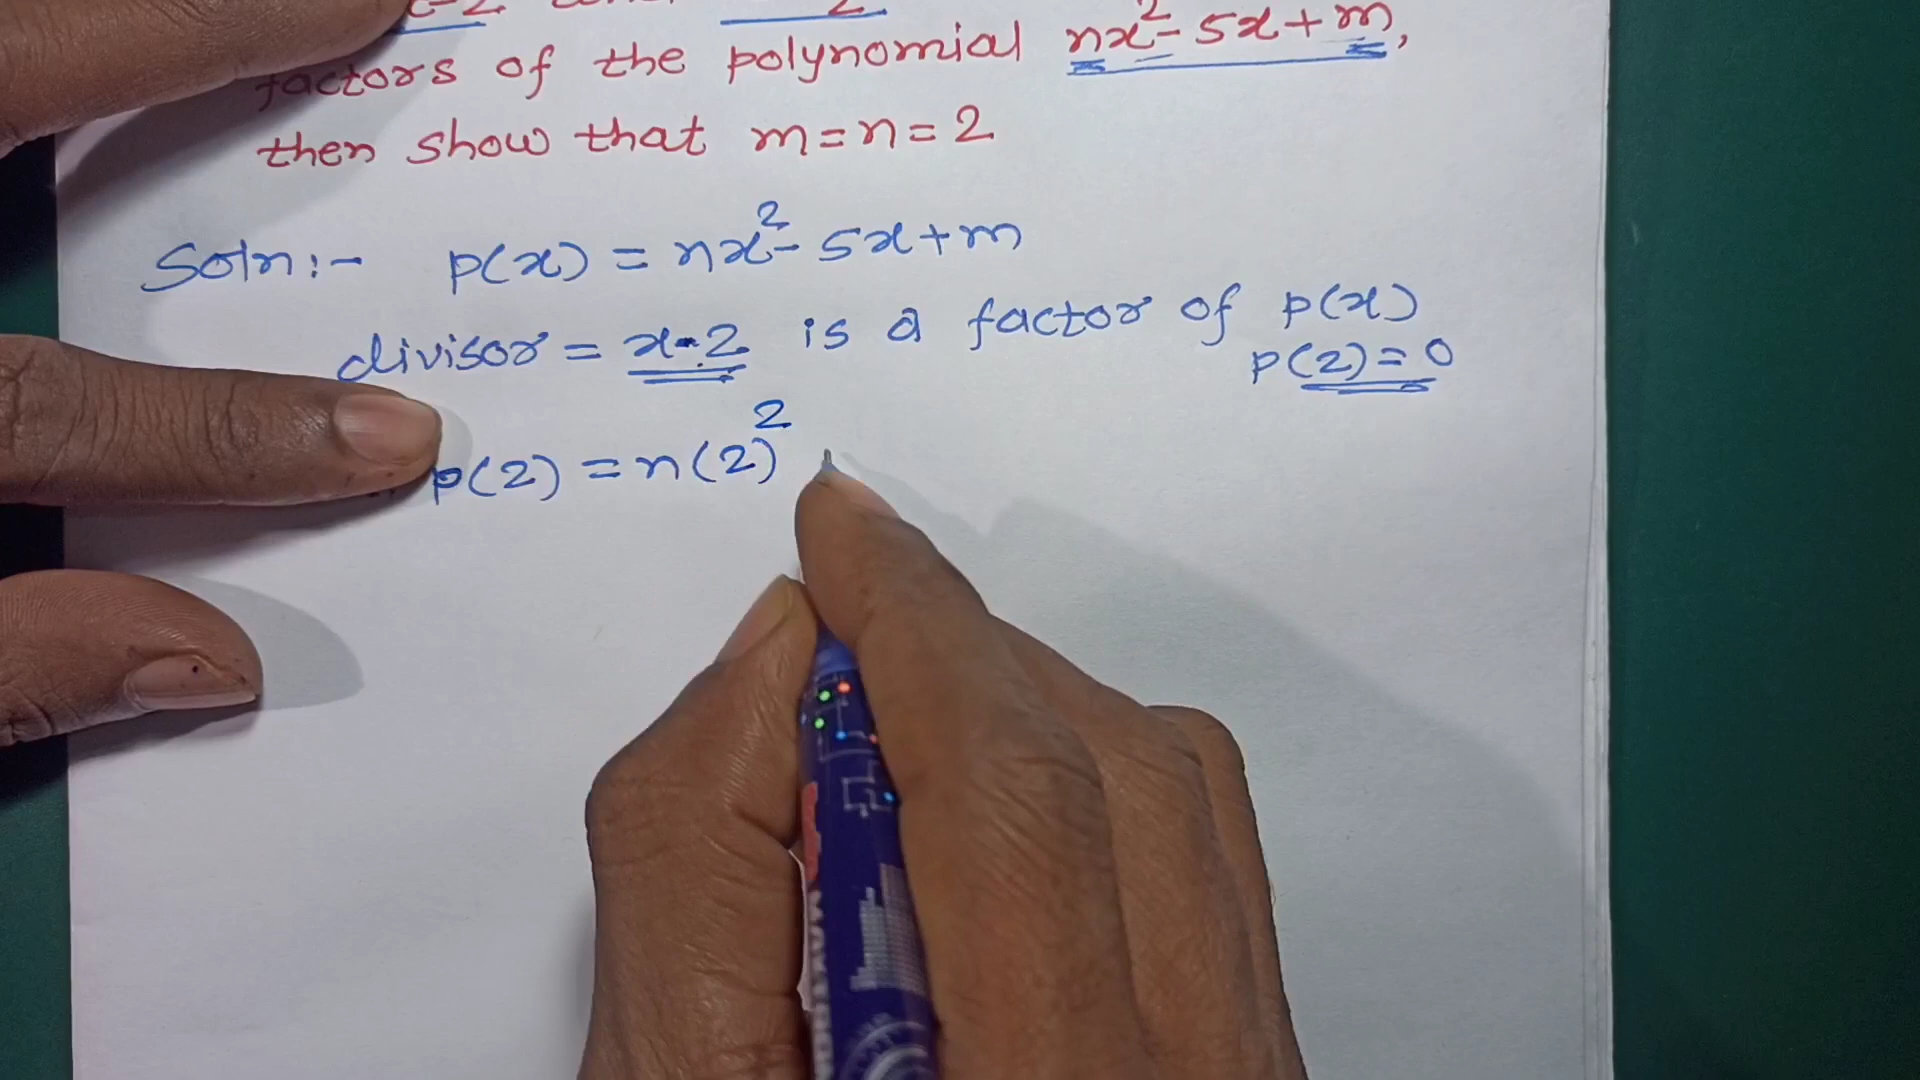 factors of the polynomial nx²-5x+m,
then show that m=n=2
Soln:- p(x) = nx²-5x+m
divisor = x-2 is a factor of p(x)
p(2)=0
p(2) = n(2)²